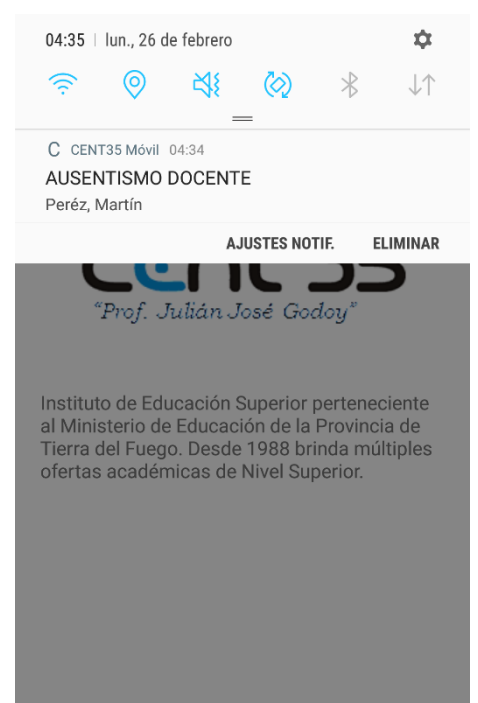 04:35 | lun., 26 de febrero
C CENT35 Móvil 04:34
AUSENTISMO DOCENTE
Peréz, Martín
AJUSTES NOTIF. ELIMINAR
CENT 35
"Prof. Julián José Godoy"
Instituto de Educación Superior perteneciente
al Ministerio de Educación de la Provincia de
Tierra del Fuego. Desde 1988 brinda múltiples
ofertas académicas de Nivel Superior.